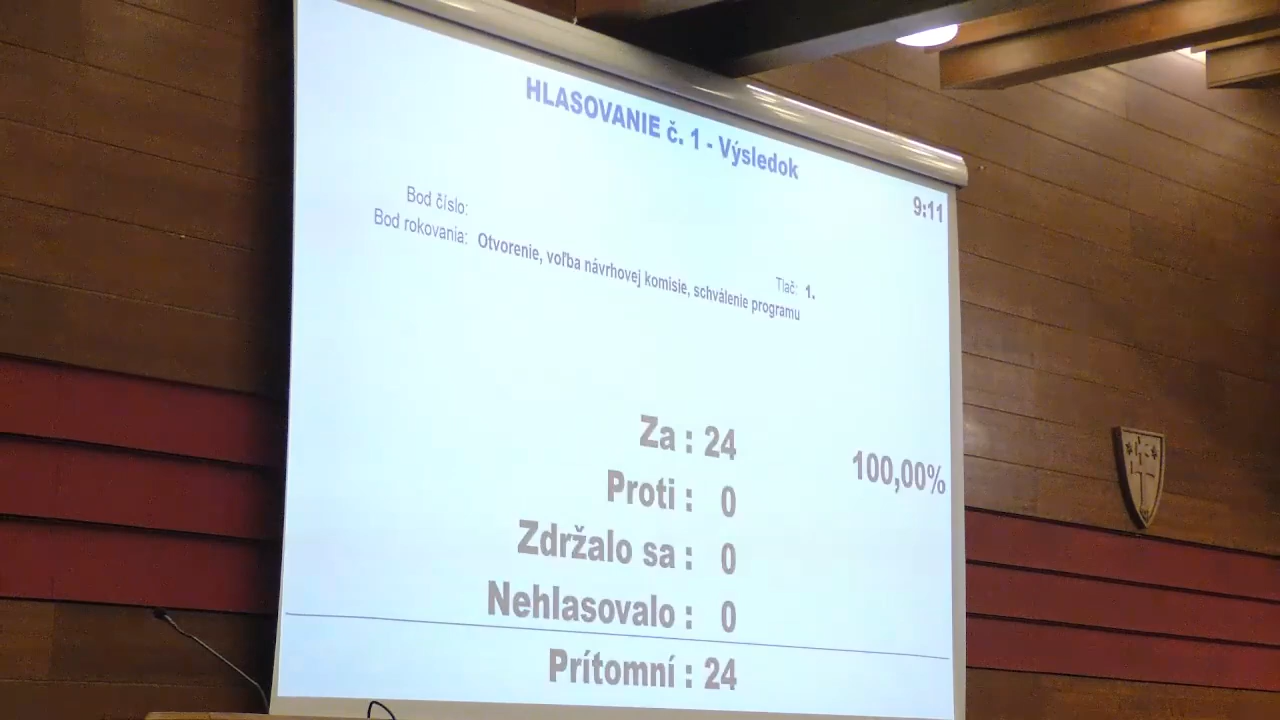 HLASOVANIE č. 1 - Výsledok
9:11
Bod číslo:
Tlač: 1.
Bod rokovania: Otvorenie, voľba návrhovej komisie, schválenie programu
Za : 24
100,00%
Proti : 0
Zdržalo sa : 0
Nehlasovalo : 0
Prítomní : 24